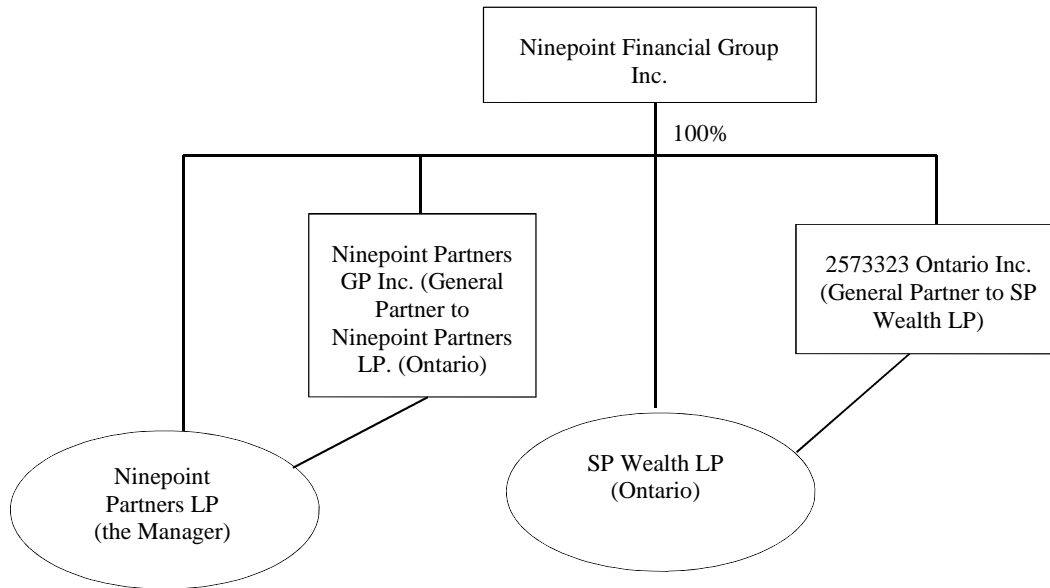 Ninepoint Financial Group
Inc.
100%
Ninepoint Partners
GP Inc. (General
Partner to
Ninepoint Partners
LP. (Ontario)
2573323 Ontario Inc.
(General Partner to SP
Wealth LP)
Ninepoint
Partners LP
(the Manager)
SP Wealth LP
(Ontario)